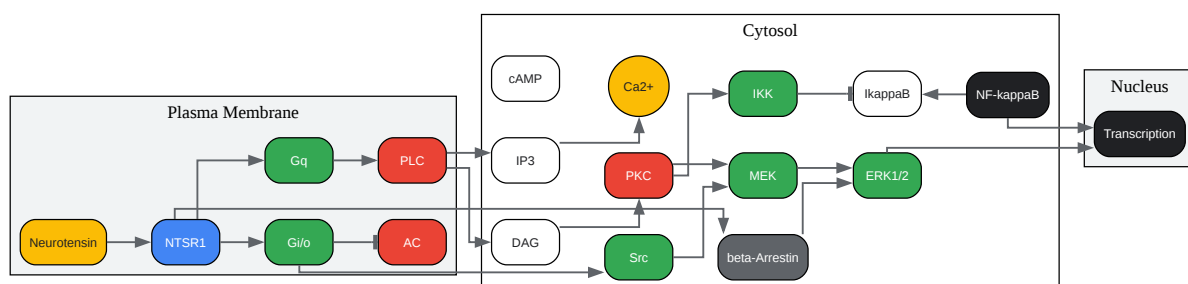 Plasma Membrane
Neurotensin
NTSR1
Gq
Gi/o
PLC
AC
Cytosol
cAMP
IP3
DAG
Ca2+
PKC
Src
IKK
MEK
beta-Arrestin
IkappaB
ERK1/2
NF-kappaB
Nucleus
Transcription